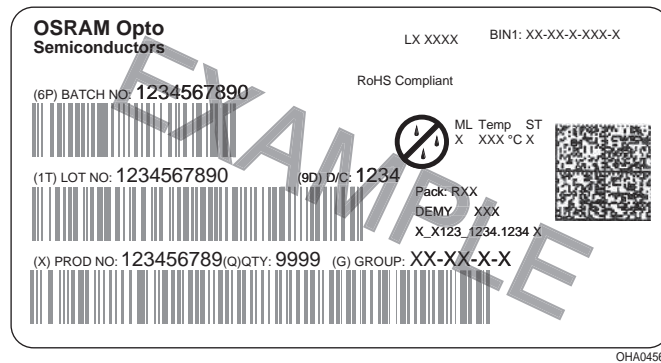 OSRAM Opto
Semiconductors
LX XXXX
BIN1: XX-XX-X-XXX-X
RoHS Compliant
(6P) BATCH NO: 1234567890
ML Temp ST
X XXX °C X
(1T) LOT NO: 1234567890 (9D) D/C: 1234
Pack: RXX
DEMY XXX
X_X123_1234.1234 X
(X) PROD NO: 123456789(Q)QTY: 9999 (G) GROUP: XX-XX-X-X
EXAMPLE
OHA04563